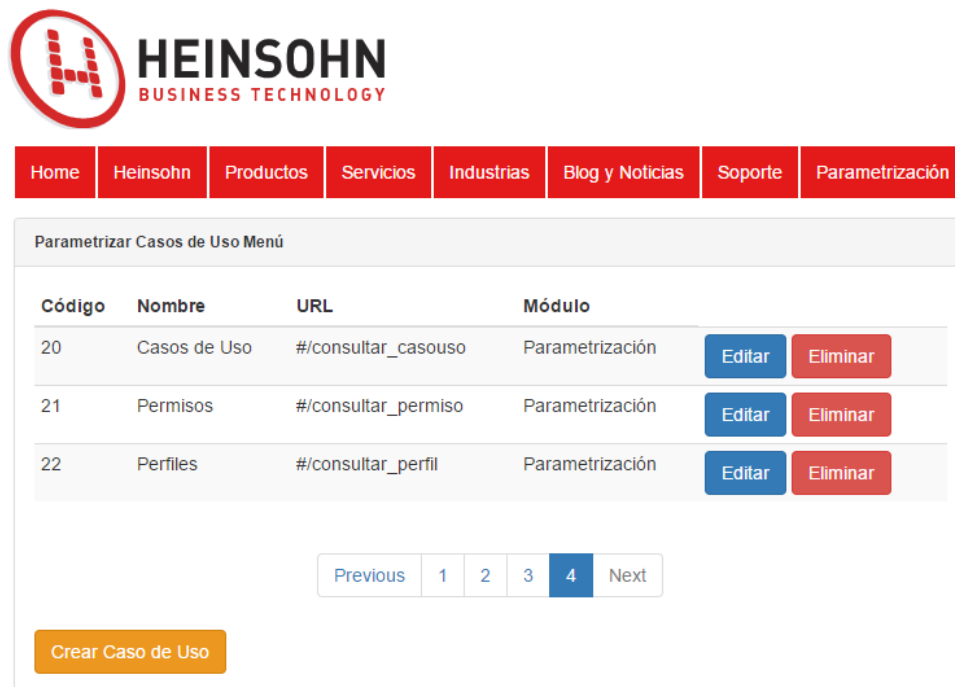 HEINSOHN
BUSINESS TECHNOLOGY
Home Heinsohn Productos Servicios Industrias Blog y Noticias Soporte Parametrización
Parametrizar Casos de Uso Menú
Código Nombre URL Módulo
20 Casos de Uso #/consultar_casouso Parametrización Editar Eliminar
21 Permisos #/consultar_permiso Parametrización Editar Eliminar
22 Perfiles #/consultar_perfil Parametrización Editar Eliminar
Previous 1 2 3 4 Next
Crear Caso de Uso